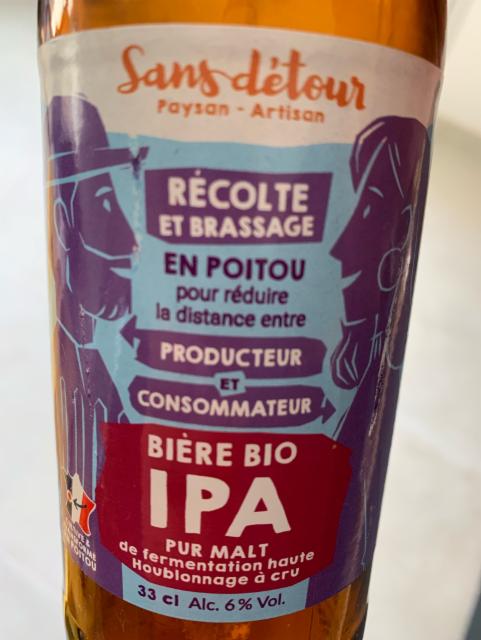 Sans détour
Paysan - Artisan
RÉCOLTE
ET BRASSAGE
EN POITOU
pour réduire
la distance entre
PRODUCTEUR
ET
CONSOMMATEUR
BIÈRE BIO
IPA
PUR MALT
de fermentation haute
Houblonnage à cru
33 cl Alc. 6% Vol.
POITOU